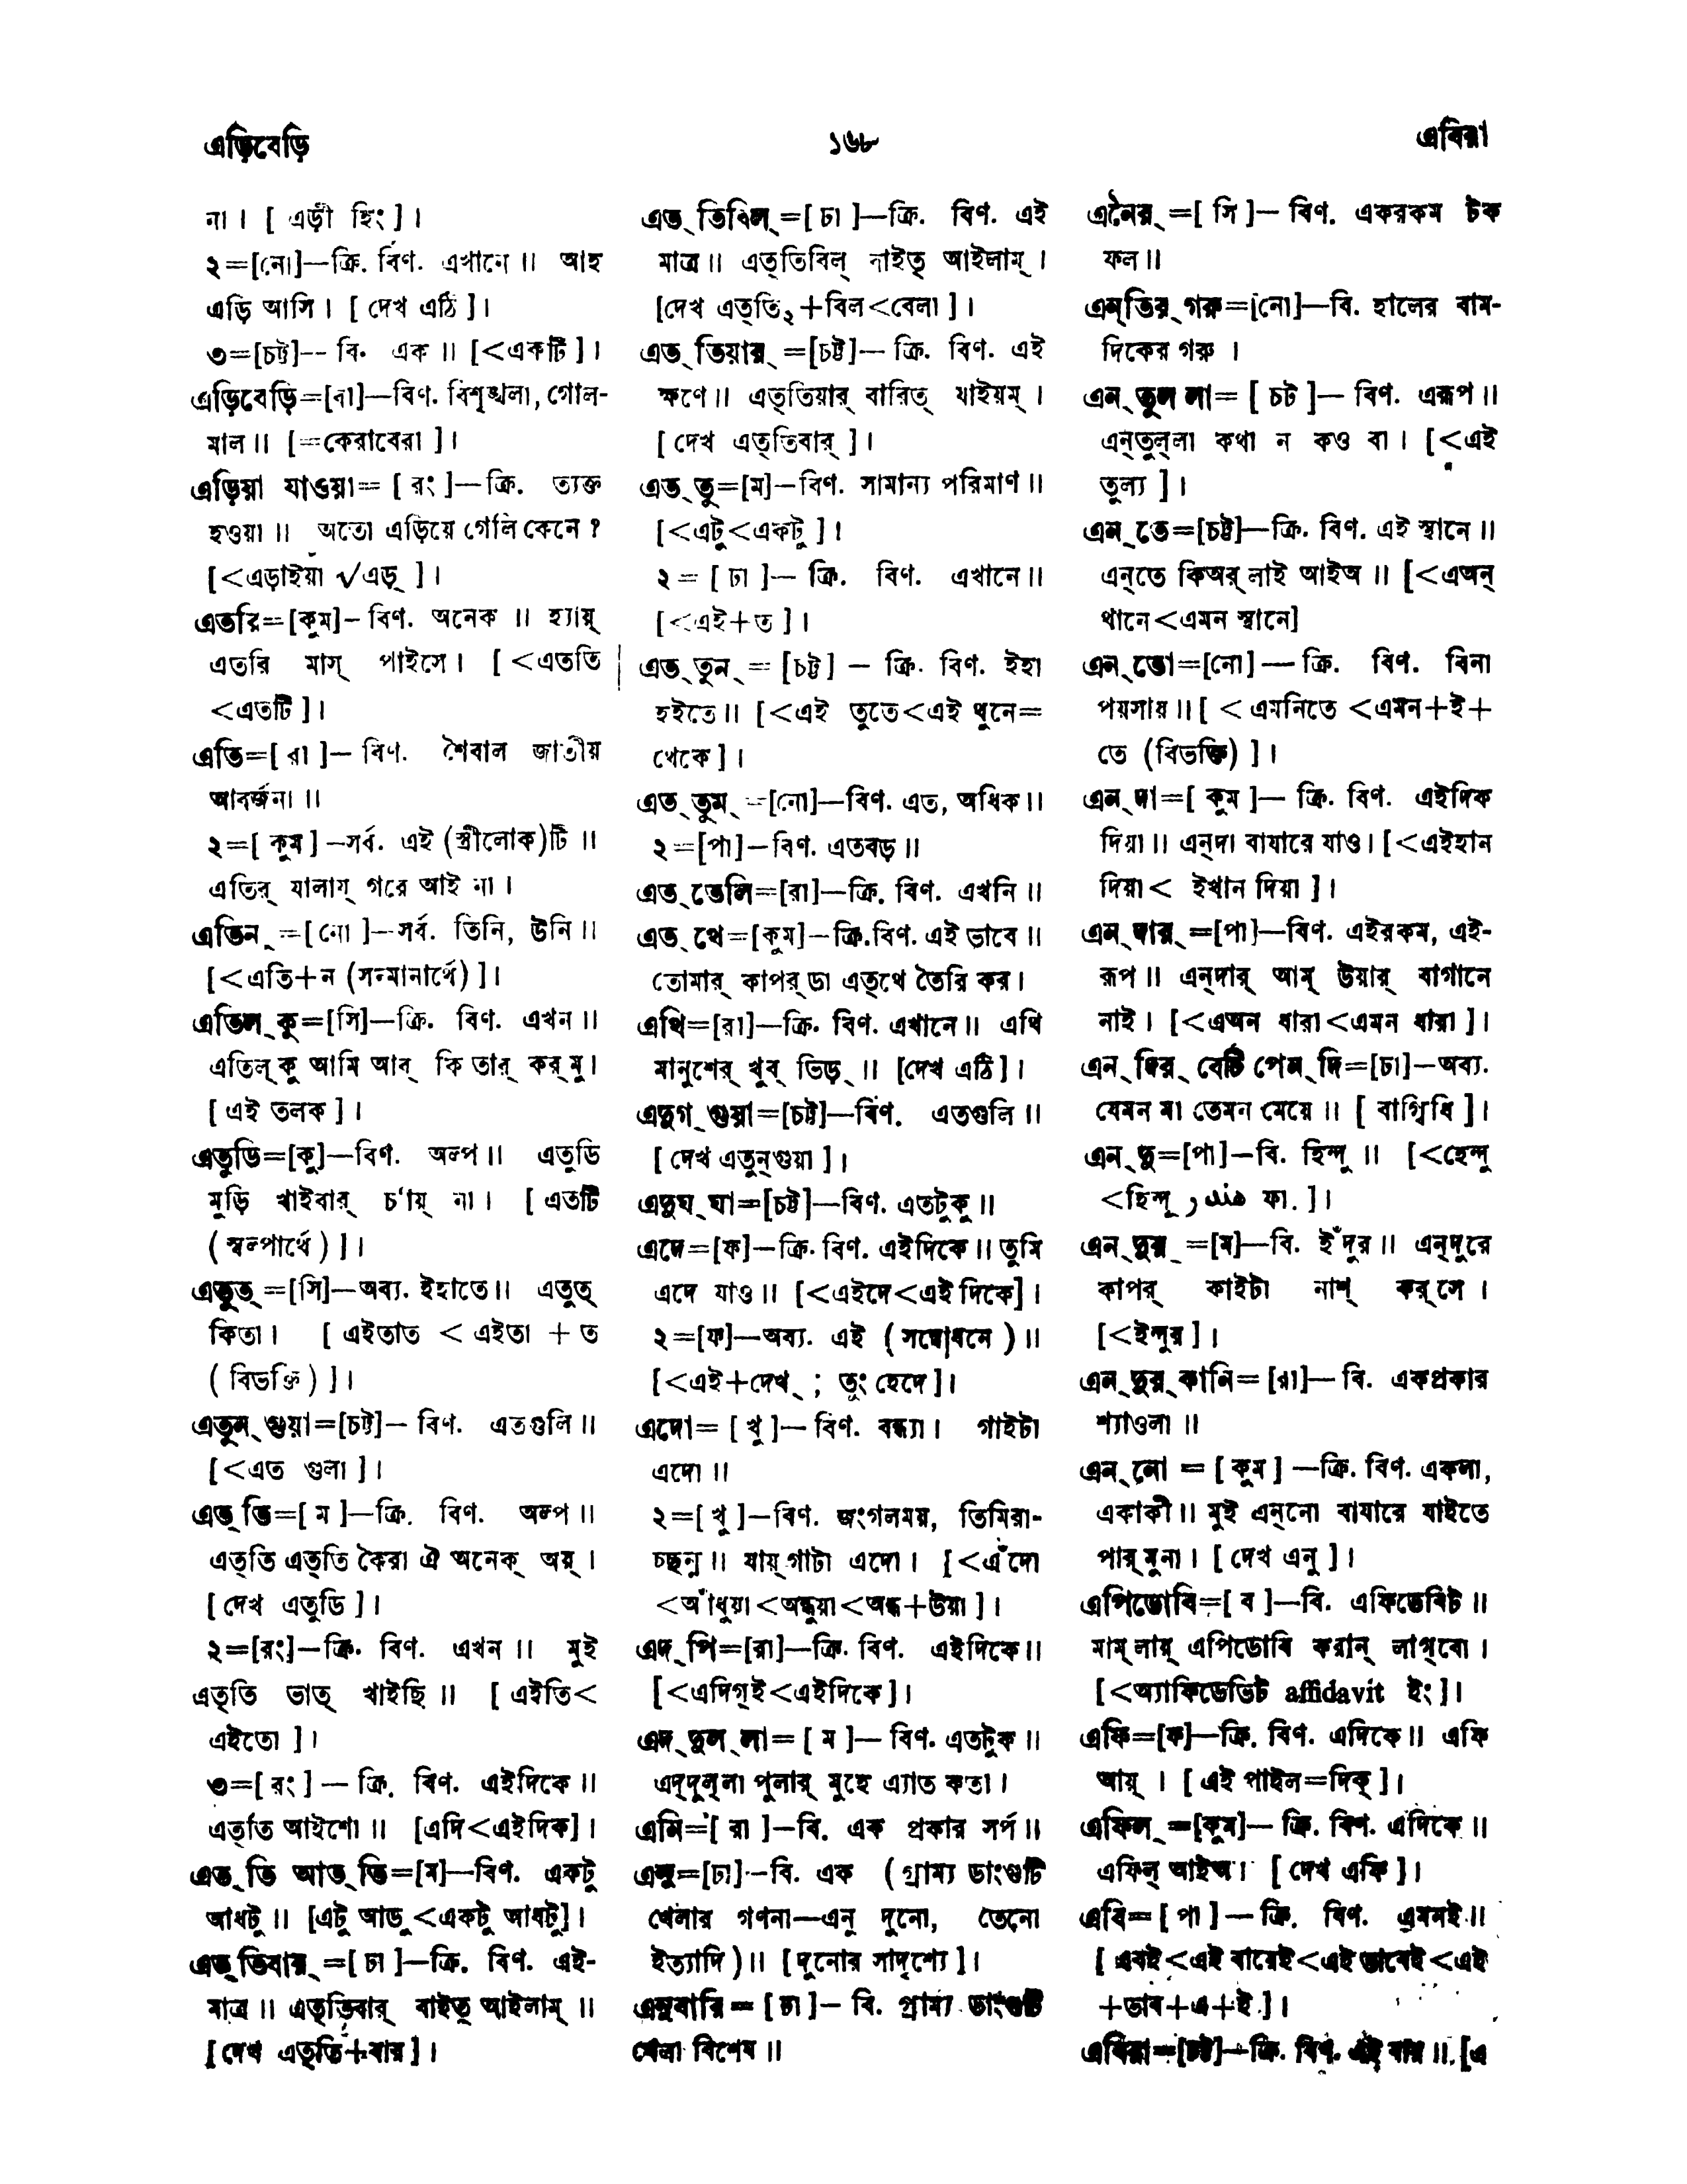 এড়িবেড়ি
১৬৮
এবিরা
না। [ এড়ী হিং ]।
২=[নো]—ক্রি. বিণ. এখানে॥ আহ
এড়ি আসি। [ দেখ এঠি ]।
৩=[চট্ট]—বি. এক॥ [<একটি ]।
এড়িবেড়ি=[রা]—বিণ. বিশৃঙ্খলা, গোল-
মাল॥ [=কেরাবেরা ]।
এড়িয়া যাওয়া=[ রং ]—ক্রি. ত্যক্ত
হওয়া॥ অতো এড়িয়ে গেলি কেনে?
[<এড়াইয়া √এড়্ ]।
এতরি=[কুম]–বিণ. অনেক॥ হ্যায়্
এতরি মাস্ পাইসে। [ <এততি
<এতটি ]।
এতি=[ রা ]—বিণ. শৈবাল জাতীয়
আবর্জনা॥
২=[ কুম ]—সর্ব. এই (স্ত্রীলোক)টি॥
এতির্ যালায্ গরে আই না।
এতিন্=[ নো ]—সর্ব. তিনি, উনি॥
[<এতি+ন (সম্মানার্থে) ]।
এতিল্কু=[সি]—ক্রি. বিণ. এখন॥
এতিল্কু আমি আর্ কি তার্ কর্মু।
[ এই তলক ]।
এতুডি=[কু]—বিণ. অল্প॥ এতুডি
মুড়ি খাইবার্ চ'ায়্ না। [ এতটি
(স্বল্পার্থে) ]।
এতুত্=[সি]—অব্য. ইহাতে॥ এতুত্
কিতা। [ এইতাত < এইতা + ত
(বিভক্তি) ]।
এতুন্গুয়া=[চট্ট]—বিণ. এতগুলি॥
[<এত গুলা ]।
এত্তি=[ ম ]—ক্রি. বিণ. অল্প॥
এত্তি এত্তি কৈরা ঐ অনেক্ অয়্।
[ দেখ এতুডি ]।
২=[রং]—ক্রি. বিণ. এখন॥ মুই
এত্তি ভাত্ খাইছি॥ [ এইতি<
এইতো ]।
৩=[ রং ]—ক্রি. বিণ. এইদিকে॥
এত্তি আইশো॥ [এদি<এইদিক]।
এত্তি আত্তি=[ম]—বিণ. একটু
আধটু॥ [এটু আডু<একটু আধটু]।
এত্তিবার্=[ ঢা ]—ক্রি. বিণ. এই-
মাত্র॥ এত্তিবার্ বাইত্ আইলাম্॥
[ দেখ এত্তি+বার ]।
এত্তিবিল্=[ ঢা ]—ক্রি. বিণ. এই
মাত্র॥ এত্তিবিল্ নাইত্ আইলাম্।
[দেখ এত্তি২+বিল<বেলা ]।
এত্তিয়ার্=[চট্ট]—ক্রি. বিণ. এই
ক্ষণে॥ এত্তিয়ার্ বারিত্ যাইয়ম্।
[ দেখ এত্তিবার্ ]।
এত্তু=[ম]—বিণ. সামান্য পরিমাণ॥
[<এটু<একটু ]।
২=[ ঢা ]—ক্রি. বিণ. এখানে॥
[<এই+ত ]।
এত্তুন্=[চট্ট]—ক্রি. বিণ. ইহা
হইতে॥ [<এই তুতে<এই থুনে=
থেকে ]।
এত্তুম্=[নো]—বিণ. এত, অধিক॥
২=[পা]—বিণ. এতবড়॥
এত্তেলি=[রা]—ক্রি. বিণ. এখনি॥
এত্থে=[কুম]—ক্রি.বিণ. এই ভাবে॥
তোমার্ কাপর্ডা এত্থে তৈরি কর।
এথি=[রা]—ক্রি. বিণ. এখানে॥ এথি
মানুশের্ খুব্ ভিড়্॥ [দেখ এঠি]।
এদুগ্গুয়া=[চট্ট]—বিণ. এতগুলি॥
[ দেখ এতুন্গুয়া ]।
এদুঘ্ঘা=[চট্ট]—বিণ. এতটুকু॥
এদে=[ফ]—ক্রি. বিণ. এইদিকে॥ তুমি
এদে যাও॥ [<এইদে<এই দিকে]।
২=[ফ]—অব্য. এই (সম্বোধনে)॥
[<এই+দেখ্; তুং হেদে]।
এদো=[ খু ]—বিণ. বন্ধ্যা। গাইটা
এদো॥
২=[ খু ]—বিণ. জংগলময়, তিমিরা-
চ্ছন্ন॥ যায়্গাটা এদো। [<এঁদো
<আঁধুয়া<অন্ধুয়া<অন্ধ+উয়া ]।
এদ্পি=[রা]—ক্রি. বিণ. এইদিকে॥
[<এদিগ্ই<এইদিকে]।
এদ্দুল্লা=[ ম ]—বিণ. এতটুক॥
এদ্দুল্লা পুলার্ মুহে এ্যাত কতা।
এনি=[ রা ]—বি. এক প্রকার সর্প॥
এনু=[ঢা]—বি. এক (গ্রাম্য ডাংগুটি
খেলার গণনা—এনু দুনো, তেনো
ইত্যাদি)॥ [দুনোর সাদৃশ্যে]।
এনুবারি=[ ঢা ]—বি. গ্রাম্য ডাংগুটি
খেলা বিশেষ॥
এনৈর্=[ সি ]—বিণ. একরকম টক
ফল॥
এন্তির্গরু=[নো]—বি. হালের বাম-
দিকের গরু।
এন্তুল্লা=[ চট ]—বিণ. এরূপ॥
এন্তুল্লা কথা ন কও বা। [<এই
তুল্য ]।
এন্তে=[চট্ট]—ক্রি. বিণ. এই স্থানে॥
এন্তে কিঅর্ লাই আইঅ॥ [<এঅন্
থানে<এমন স্থানে]
এন্তো=[নো]—ক্রি. বিণ. বিনা
পয়সায়॥ [ <এমনিতে <এমন+ই+
তে (বিভক্তি) ]।
এন্দা=[ কুম ]—ক্রি. বিণ. এইদিক
দিয়া॥ এন্দা বাযারে যাও। [<এইহান
দিয়া< ইখান দিয়া ]।
এন্দার্=[পা]—বিণ. এইরকম, এই-
রূপ॥ এন্দার্ আম্ উয়ার্ বাগানে
নাই। [<এঅন ধারা<এমন ধারা ]।
এন্দির্ বেটি পেন্দি=[ঢা]—অব্য.
যেমন মা তেমন মেয়ে॥ [ বাগ্বিধি ]।
এন্দু=[পা]—বি. হিন্দু॥ [<হেন্দু
<হিন্দূ هندو ফা. ]।
এন্দুর্=[ম]—বি. ইঁদুর॥ এন্দুরে
কাপর্ কাইটা নাশ্ কর্সে।
[<ইন্দুর ]।
এন্দুর্কানি=[রা]—বি. একপ্রকার
শ্যাওলা॥
এন্নো=[ কুম ]—ক্রি. বিণ. একলা,
একাকী॥ মুই এন্নো বাযারে যাইতে
পার্মুনা। [ দেখ এনু ]।
এপিডোবি=[ ব ]—বি. এফিডেবিট॥
মাম্লায়্ এপিডোবি করান্ লাগ্বো।
[<অ্যাফিডেভিট affidavit ইং]।
এফি=[ফ]—ক্রি. বিণ. এদিকে॥ এফি
আয়্। [ এই পাইল=দিক্ ]।
এফিল্=[কুম]—ক্রি. বিণ. এদিকে॥
এফিল্ আইঅ। [ দেখ এফি ]।
এবি=[ পা ]—ক্রি. বিণ. এমনই॥
[ এবই<এই বারেই<এই ভাবেই<এই
+ভাব+এ+ই ]।
এবিরা=[চট্ট]—ক্রি. বিণ. এই বার॥ [এ